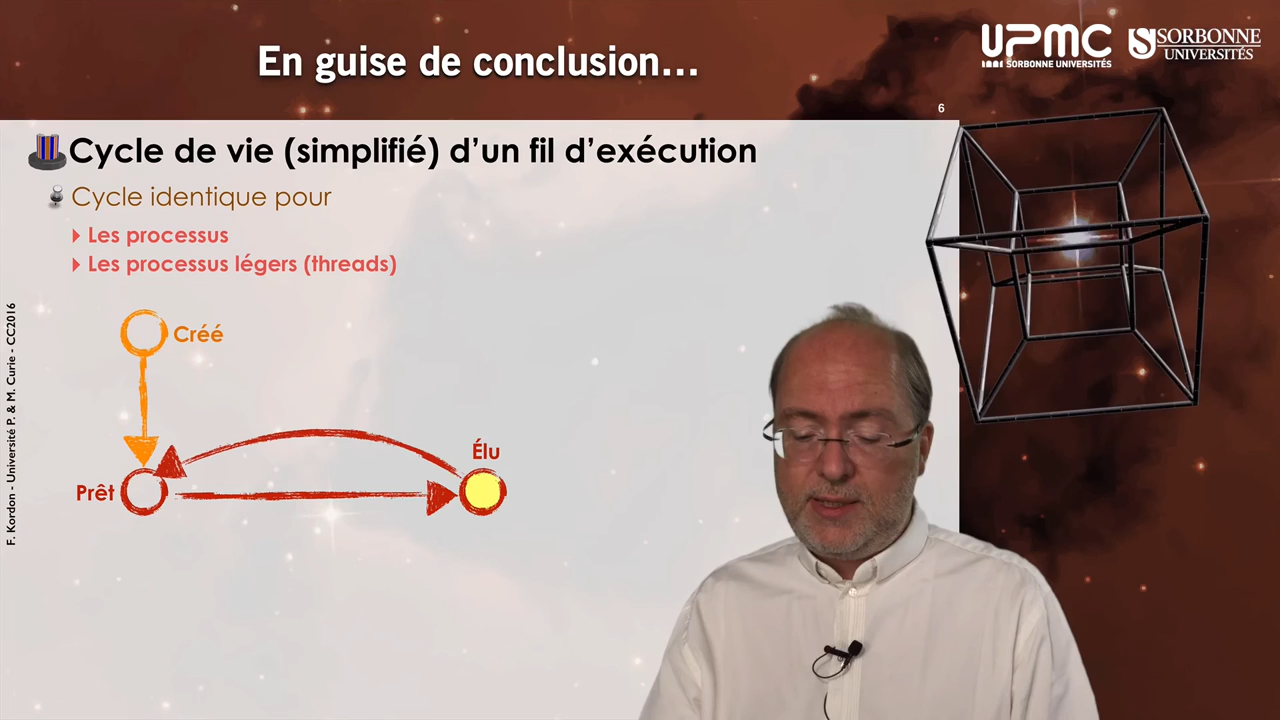 En guise de conclusion...
UPMC
SORBONNE UNIVERSITÉS
SORBONNE
UNIVERSITÉS
6
Cycle de vie (simplifié) d'un fil d'exécution
Cycle identique pour
Les processus
Les processus légers (threads)
Créé
Élu
Prêt
F. Kordon - Université P. & M. Curie - CC2016